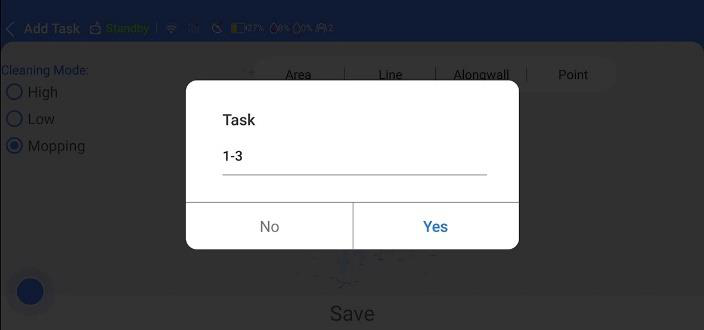 Add Task Standby 27% 8% 0% 2
Cleaning Mode:
Area Line Alongwall Point
High
Low
Mopping
Task
1-3
No Yes
Save